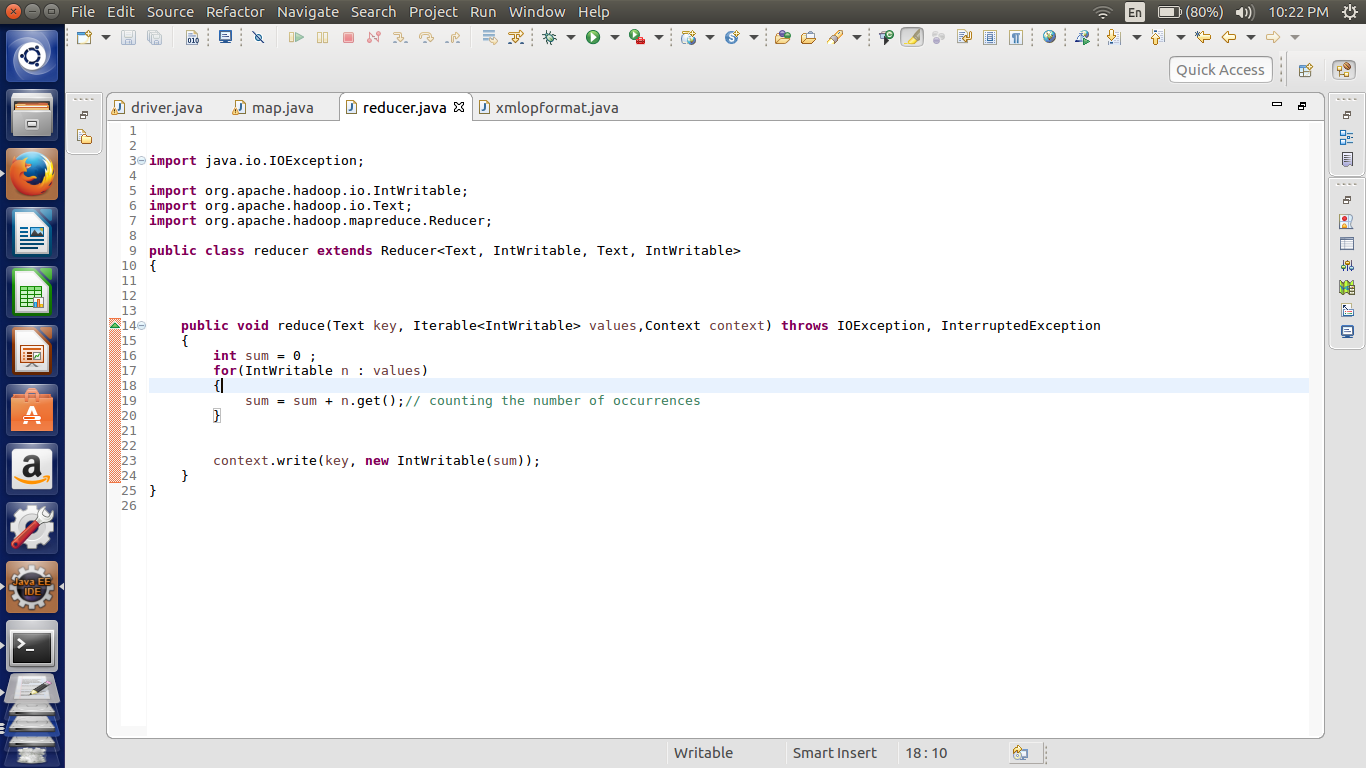 File Edit Source Refactor Navigate Search Project Run Window Help
En (80%) 10:22 PM
010
Quick Access
driver.java map.java reducer.java xmlopformat.java
1
2
3 import java.io.IOException;
4
5 import org.apache.hadoop.io.IntWritable;
6 import org.apache.hadoop.io.Text;
7 import org.apache.hadoop.mapreduce.Reducer;
8
9 public class reducer extends Reducer<Text, IntWritable, Text, IntWritable>
10 {
11
12
13
14 public void reduce(Text key, Iterable<IntWritable> values,Context context) throws IOException, InterruptedException
15 {
16 int sum = 0 ;
17 for(IntWritable n : values)
18 {
19 sum = sum + n.get();// counting the number of occurrences
20 }
21
22
23 context.write(key, new IntWritable(sum));
24 }
25 }
26
a
Java EE
IDE
>_
Writable Smart Insert 18 : 10